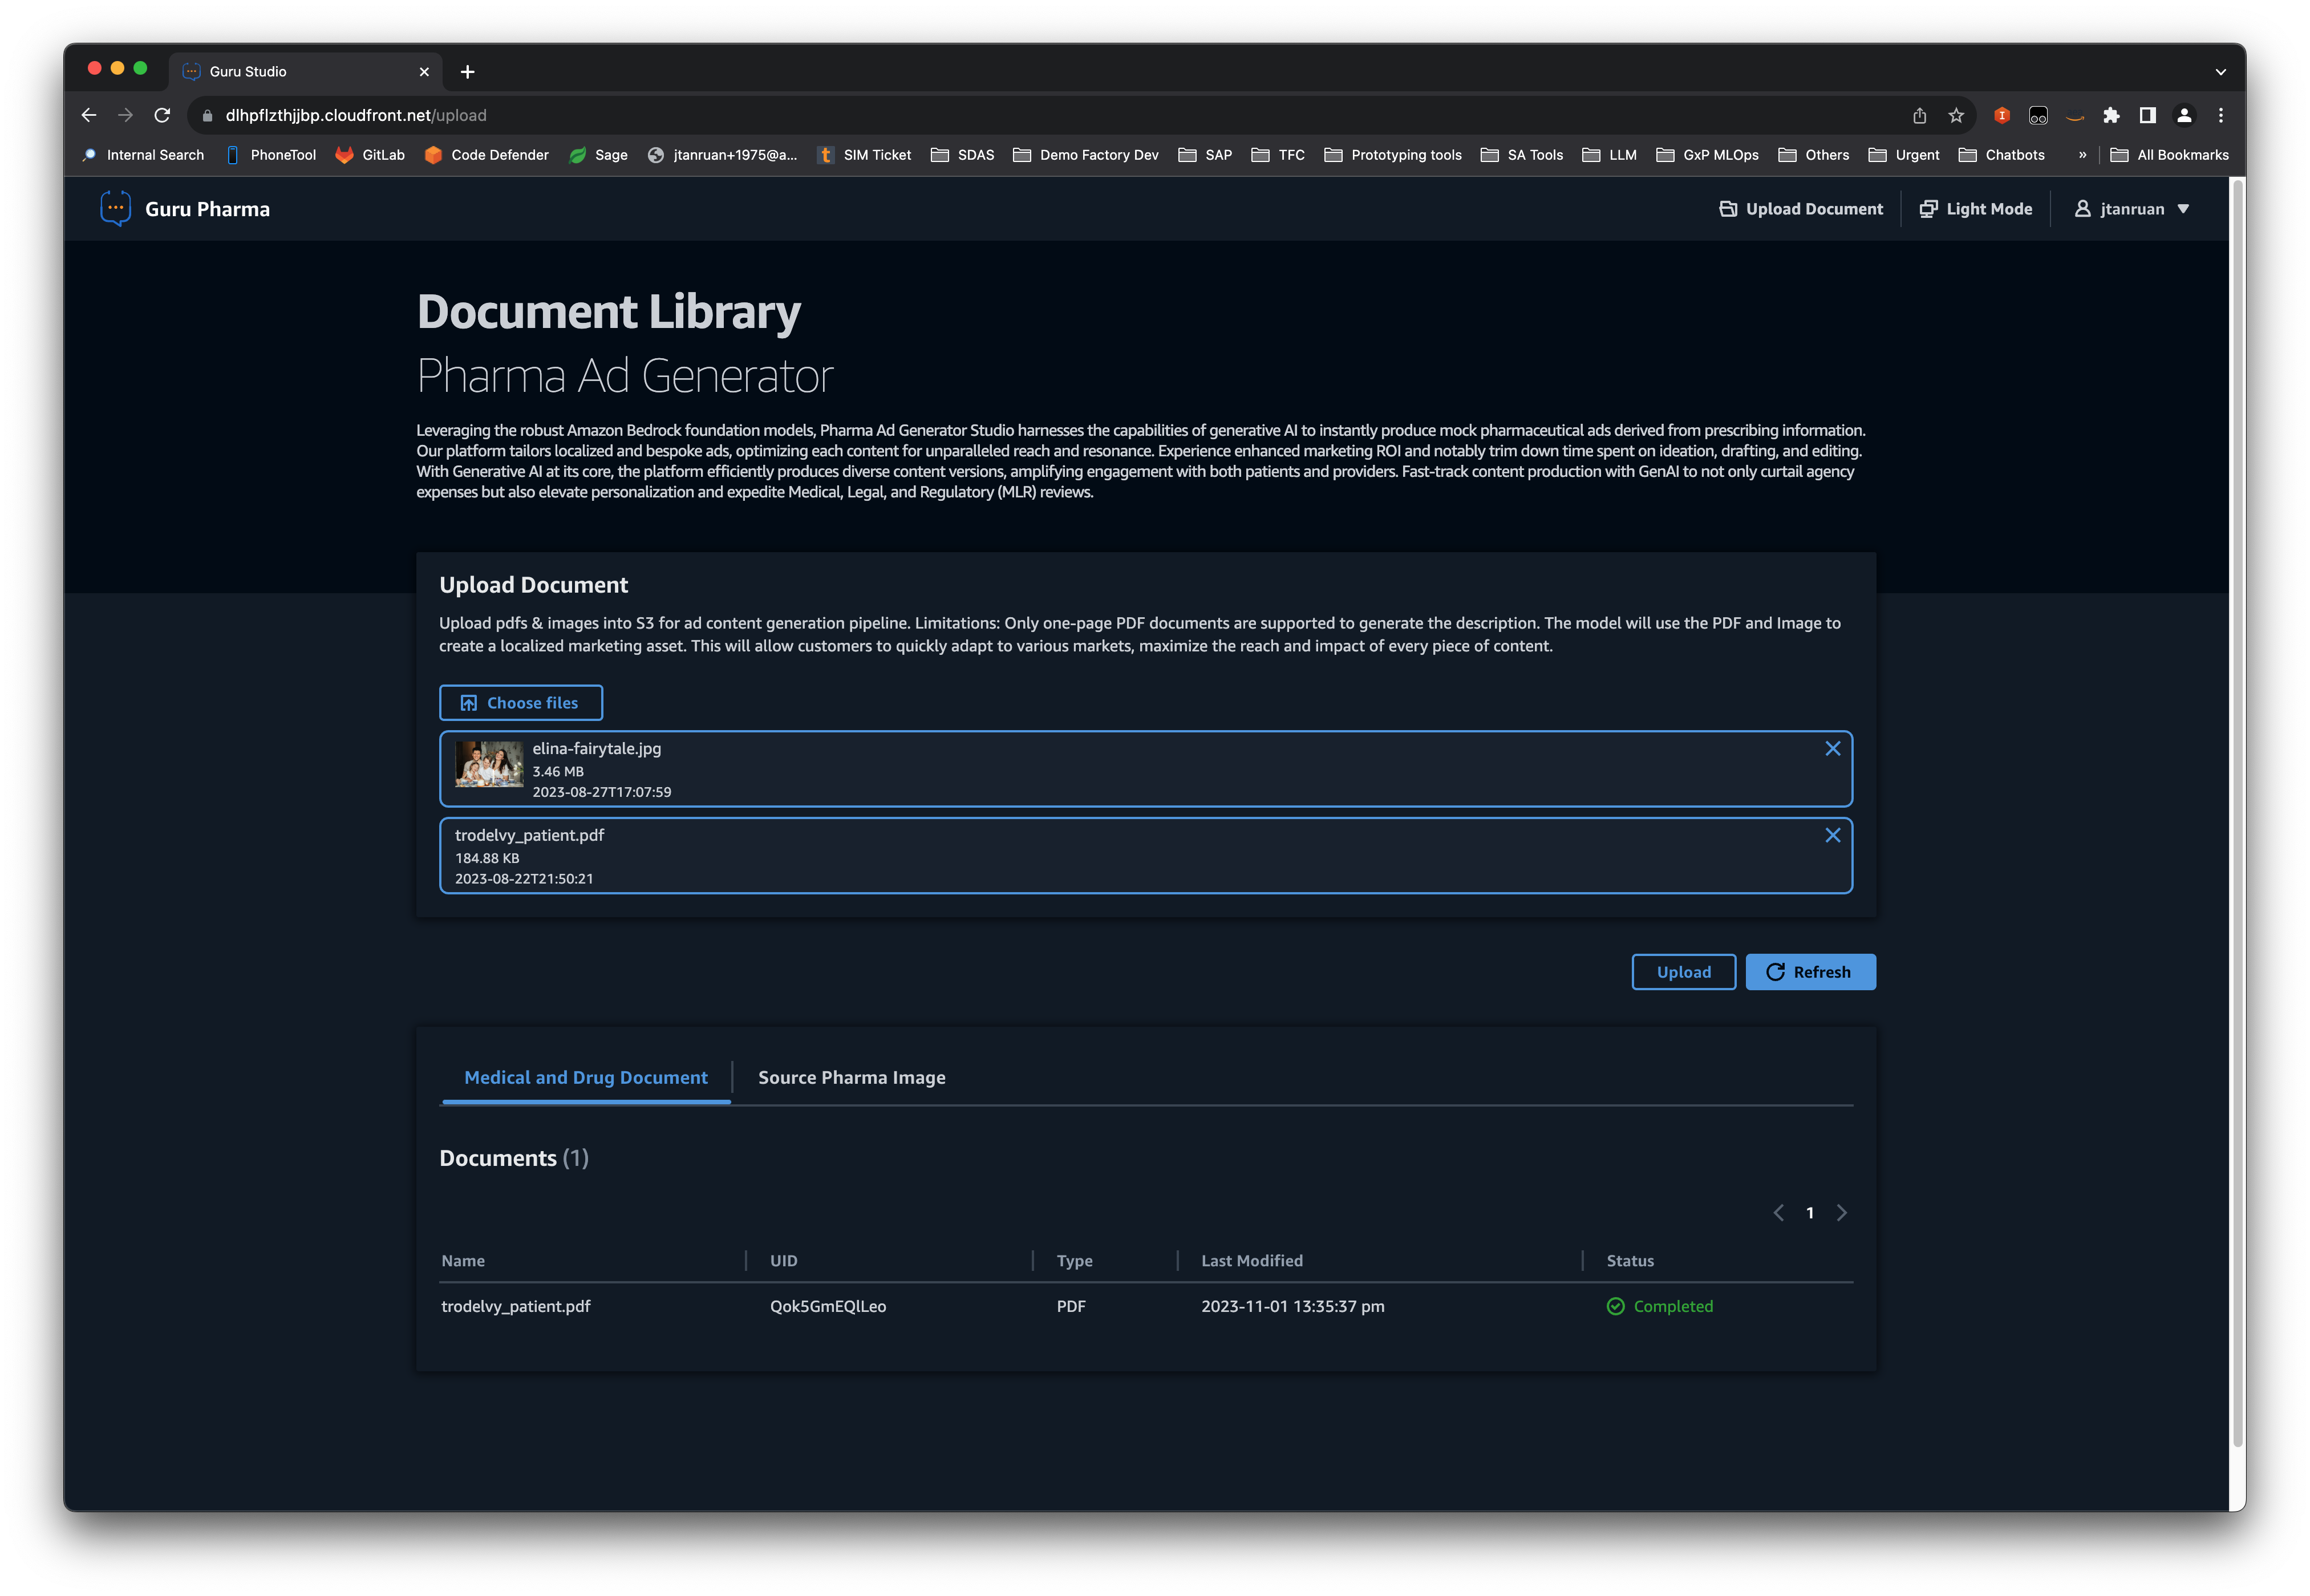 Guru Studio
dlhpflzthjjbp.cloudfront.net/upload
Internal Search PhoneTool GitLab Code Defender Sage jtanruan+1975@a... SIM Ticket SDAS Demo Factory Dev SAP TFC Prototyping tools SA Tools LLM GxP MLOps Others Urgent Chatbots » All Bookmarks
Guru Pharma Upload Document Light Mode jtanruan
Document Library
Pharma Ad Generator
Leveraging the robust Amazon Bedrock foundation models, Pharma Ad Generator Studio harnesses the capabilities of generative AI to instantly produce mock pharmaceutical ads derived from prescribing information.
Our platform tailors localized and bespoke ads, optimizing each content for unparalleled reach and resonance. Experience enhanced marketing ROI and notably trim down time spent on ideation, drafting, and editing.
With Generative AI at its core, the platform efficiently produces diverse content versions, amplifying engagement with both patients and providers. Fast-track content production with GenAI to not only curtail agency
expenses but also elevate personalization and expedite Medical, Legal, and Regulatory (MLR) reviews.
Upload Document
Upload pdfs & images into S3 for ad content generation pipeline. Limitations: Only one-page PDF documents are supported to generate the description. The model will use the PDF and Image to
create a localized marketing asset. This will allow customers to quickly adapt to various markets, maximize the reach and impact of every piece of content.
Choose files
elina-fairytale.jpg
3.46 MB
2023-08-27T17:07:59
trodelvy_patient.pdf
184.88 KB
2023-08-22T21:50:21
Upload Refresh
Medical and Drug Document Source Pharma Image
Documents (1)
1
Name UID Type Last Modified Status
trodelvy_patient.pdf Qok5GmEQlLeo PDF 2023-11-01 13:35:37 pm Completed